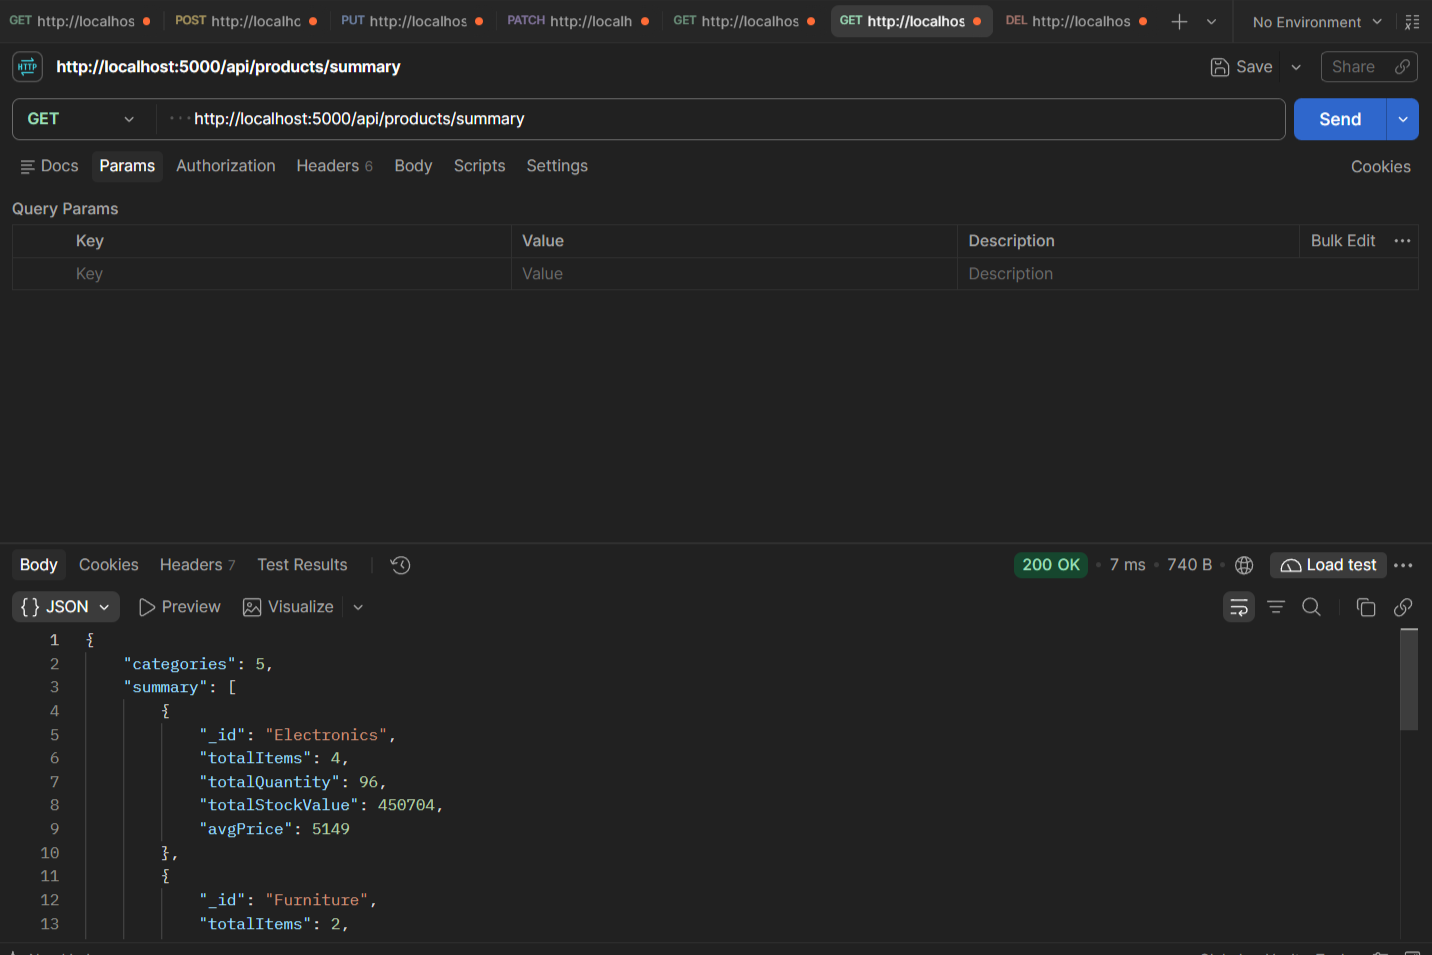 GET http://localhos POST http://localhc PUT http://localhos PATCH http://localh GET http://localhos GET http://localhos DEL http://localhos No Environment
HTTP http://localhost:5000/api/products/summary Save Share
GET http://localhost:5000/api/products/summary Send
Docs Params Authorization Headers 6 Body Scripts Settings Cookies
Query Params
Key Value Description Bulk Edit
Key Value Description
Body Cookies Headers 7 Test Results 200 OK • 7 ms • 740 B • Load test
{} JSON Preview Visualize
1 {
2 "categories": 5,
3 "summary": [
4 {
5 "_id": "Electronics",
6 "totalItems": 4,
7 "totalQuantity": 96,
8 "totalStockValue": 450704,
9 "avgPrice": 5149
10 },
11 {
12 "_id": "Furniture",
13 "totalItems": 2,